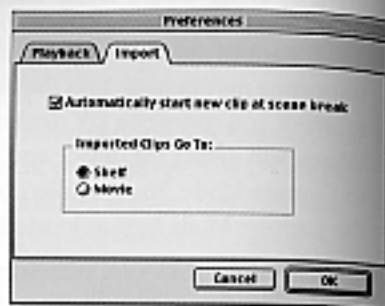 Preferences
Playback Import
Automatically start new clip at scene break
Imported Clips Go To:
Shelf
Movie
Cancel OK